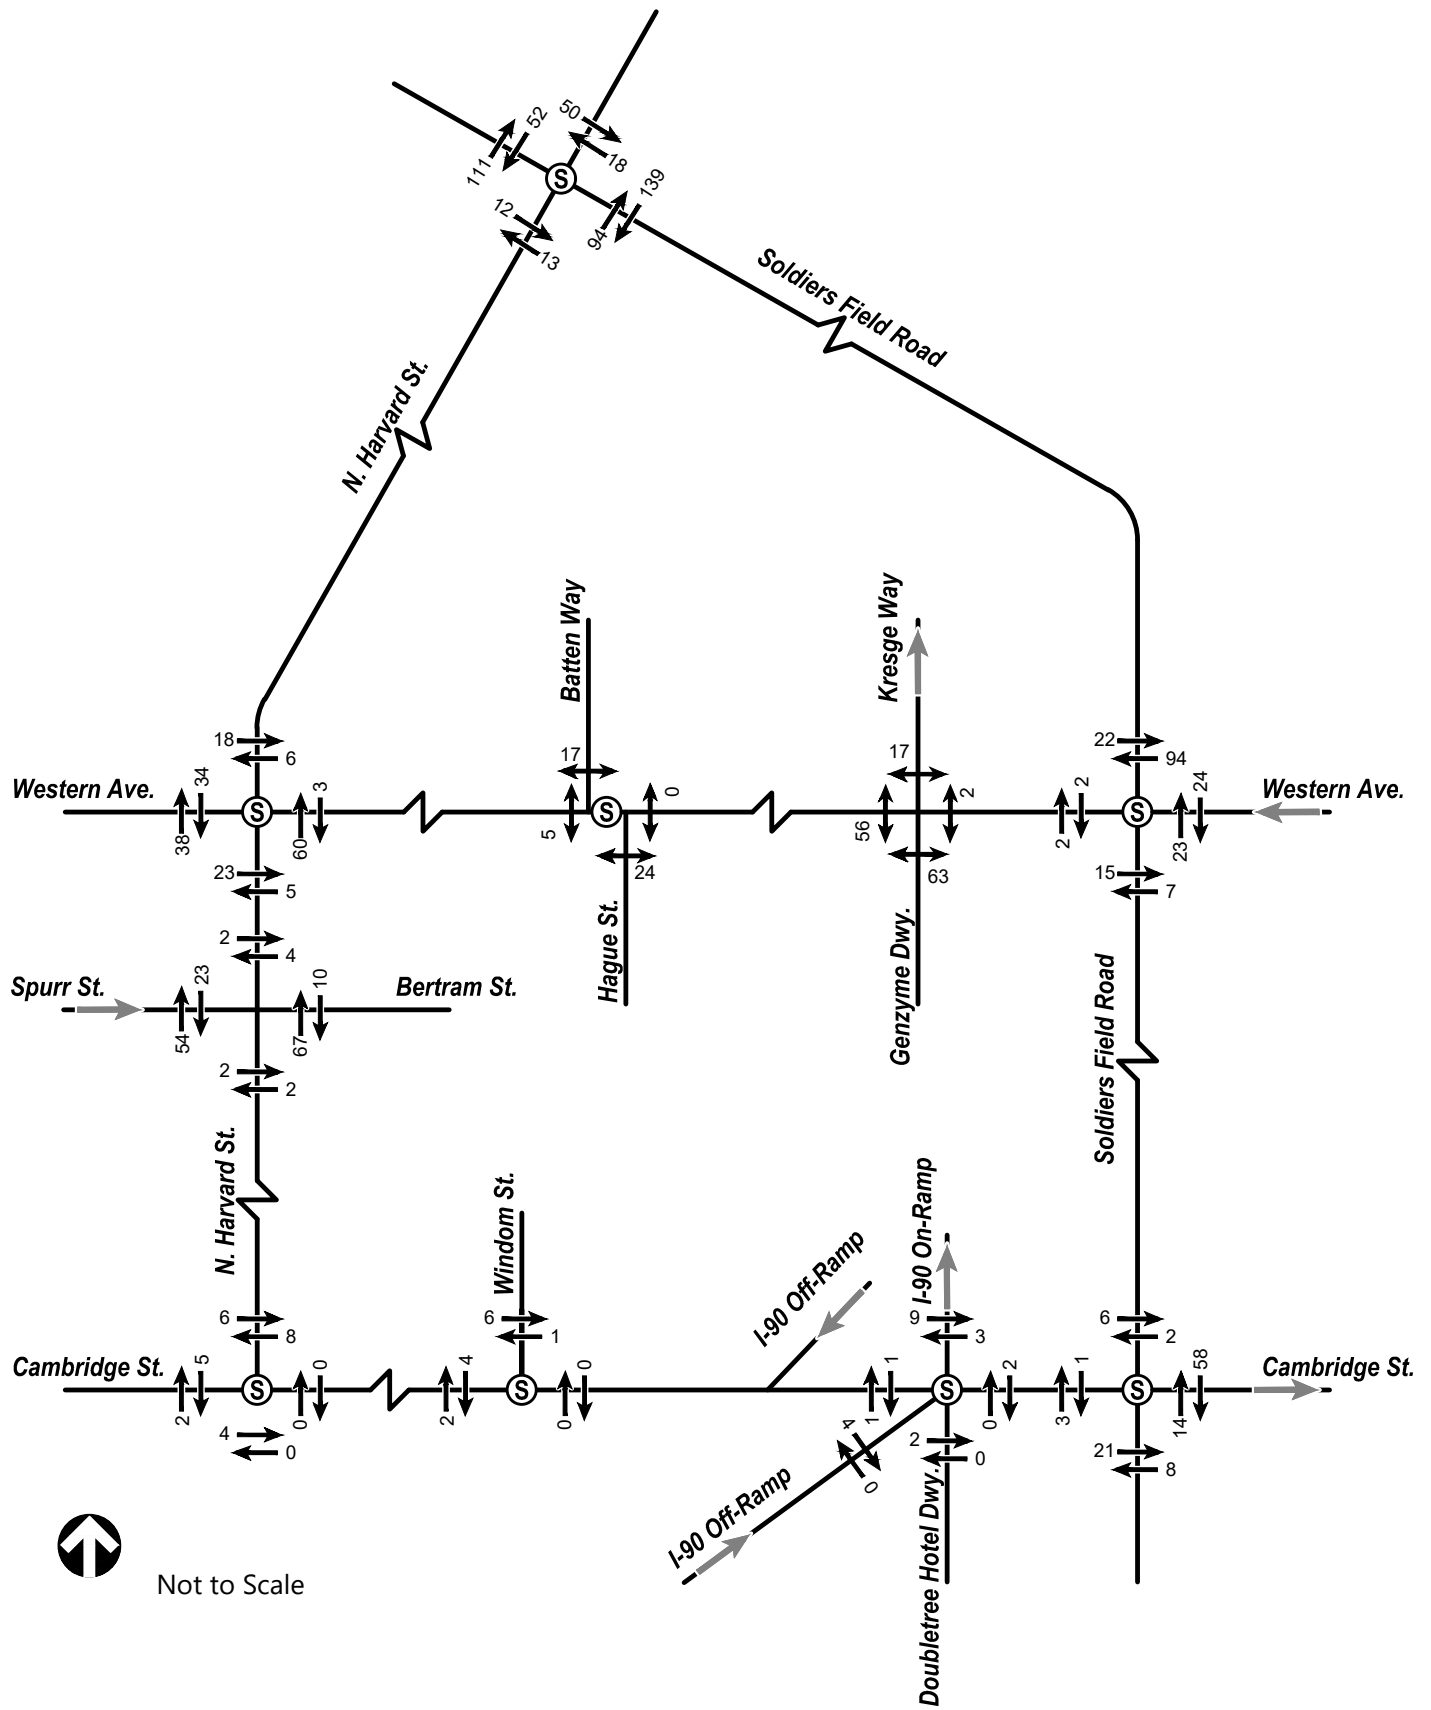 50
52
18
111
139
12
94
13
Soldiers Field Road
N. Harvard St.
Batten Way
Kresge Way
18
6
17
17
22
94
Western Ave.
34
S
3
0
2
2
24
Western Ave.
38
60
5
S
56
2
S
23
23
5
24
63
15
7
2
4
Hague St.
Genzyme Dwy.
Soldiers Field Road
Spurr St.
23
10
Bertram St.
54
67
2
2
N. Harvard St.
Windom St.
I-90 Off-Ramp
I-90 On-Ramp
6
8
6
1
9
3
6
2
Cambridge St.
5
S
0
4
S
0
1
S
2
1
S
58
Cambridge St.
2
0
2
0
1
0
3
14
4
0
4
0
2
0
21
8
I-90 Off-Ramp
Doubletree Hotel Dwy.
Not to Scale
S